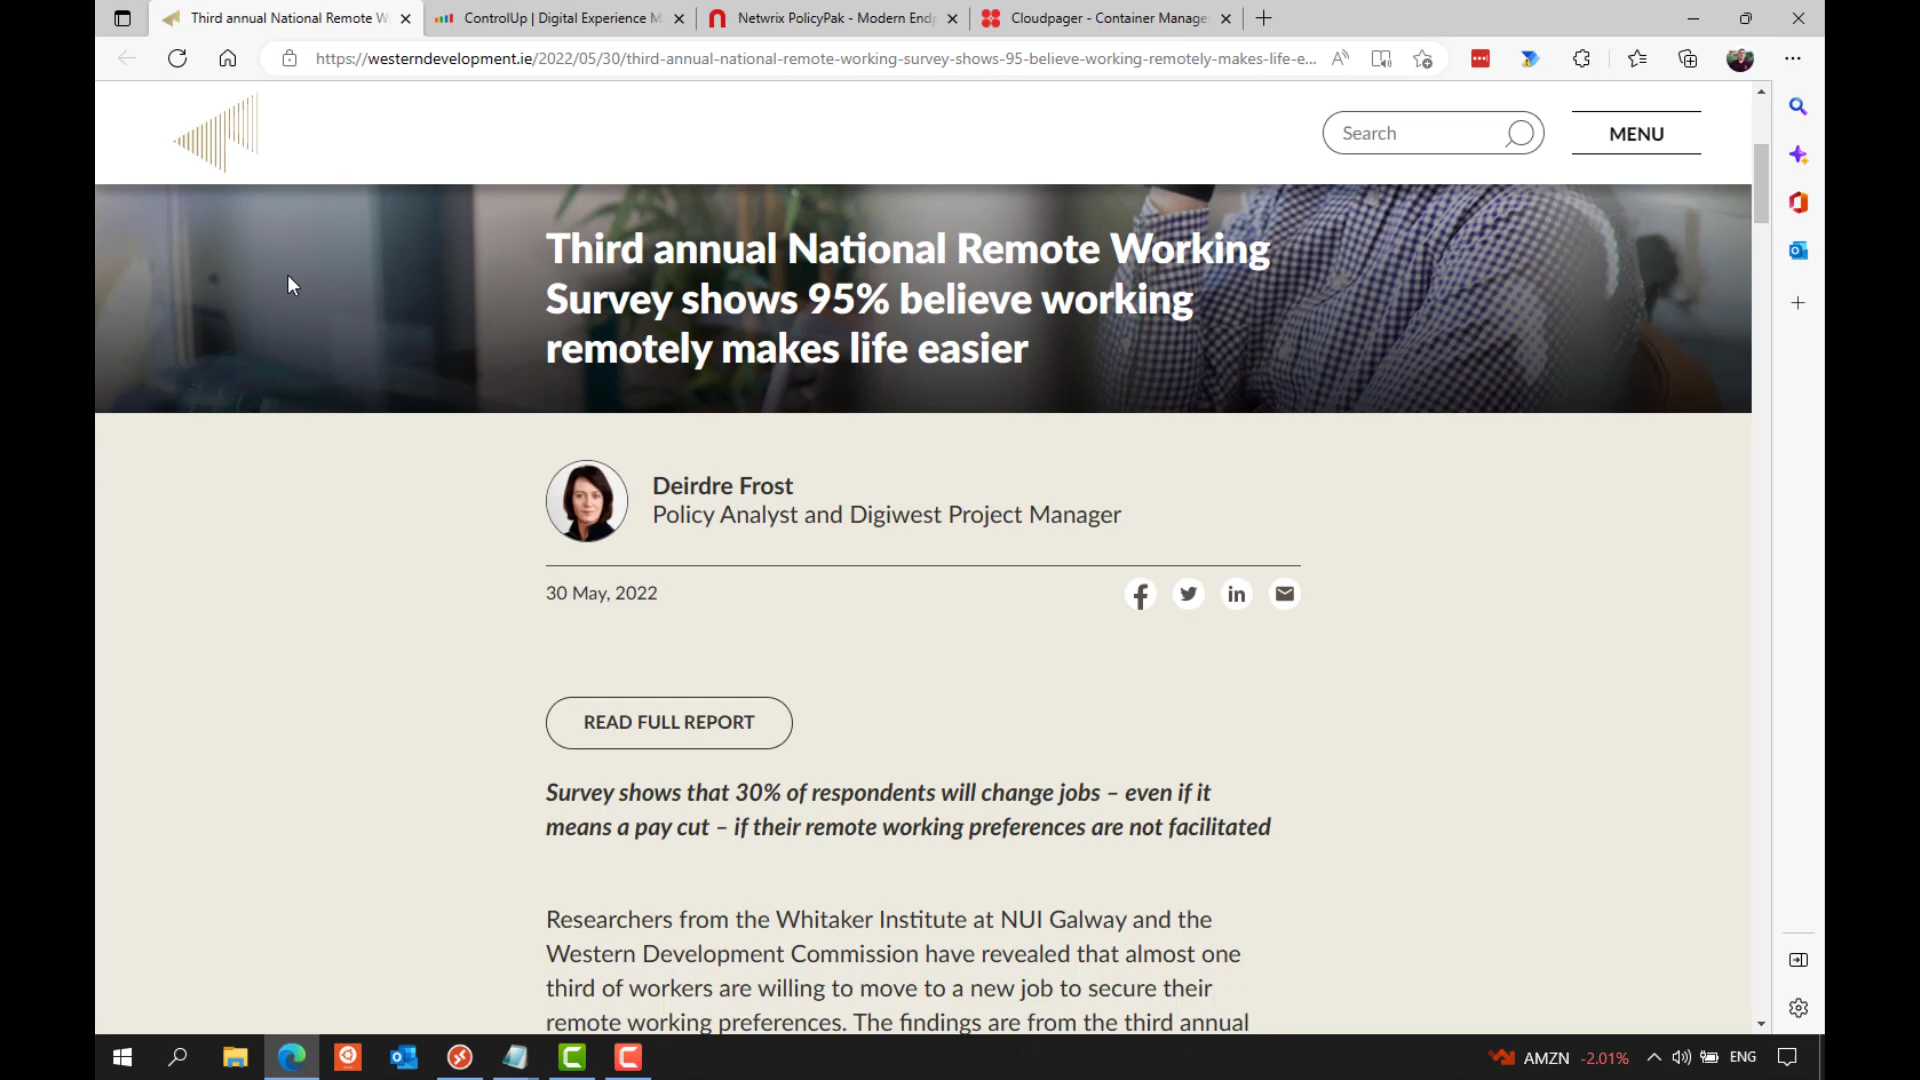 Third annual National Remote W
ControlUp | Digital Experience M
Netwrix PolicyPak - Modern Endp
Cloudpager - Container Manage
https://westerndevelopment.ie/2022/05/30/third-annual-national-remote-working-survey-shows-95-believe-working-remotely-makes-life-e...
Search
MENU
Third annual National Remote Working
Survey shows 95% believe working
remotely makes life easier
Deirdre Frost
Policy Analyst and Digiwest Project Manager
30 May, 2022
READ FULL REPORT
Survey shows that 30% of respondents will change jobs – even if it
means a pay cut – if their remote working preferences are not facilitated
Researchers from the Whitaker Institute at NUI Galway and the
Western Development Commission have revealed that almost one
third of workers are willing to move to a new job to secure their
remote working preferences. The findings are from the third annual
AMZN -2.01%
ENG